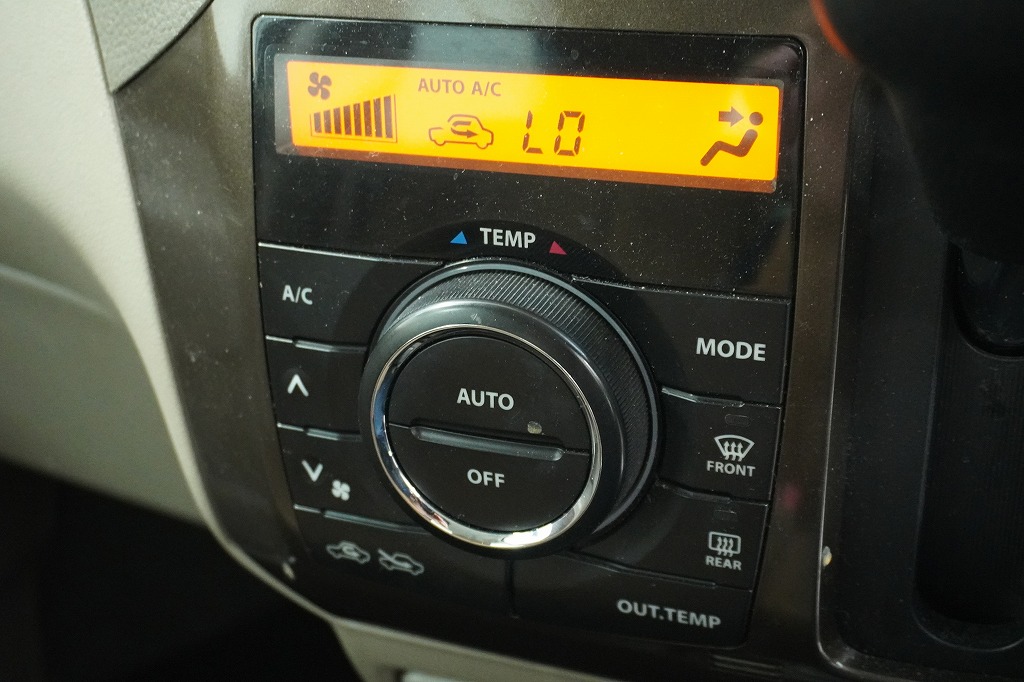 AUTO A/C
LO
TEMP
A/C
MODE
AUTO
OFF
FRONT
REAR
OUT.TEMP